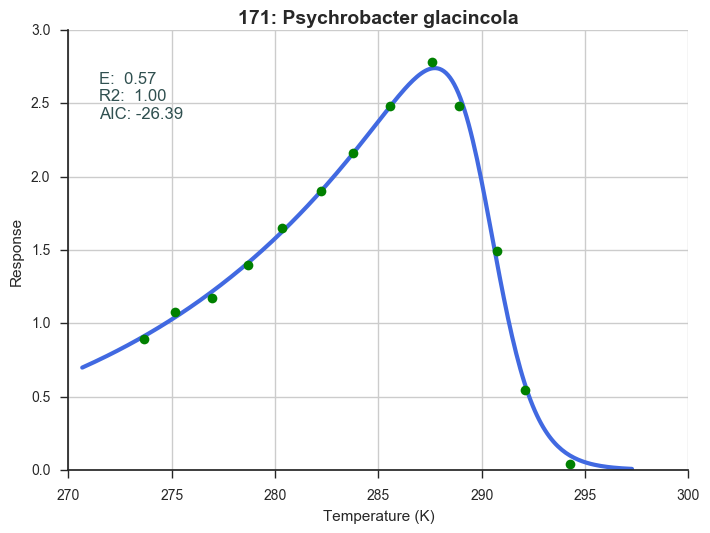 171: Psychrobacter glacincola
E:  0.57
R2:  1.00
AIC: -26.39
Response
3.0
2.5
2.0
1.5
1.0
0.5
0.0
270 275 280 285 290 295 300
Temperature (K)